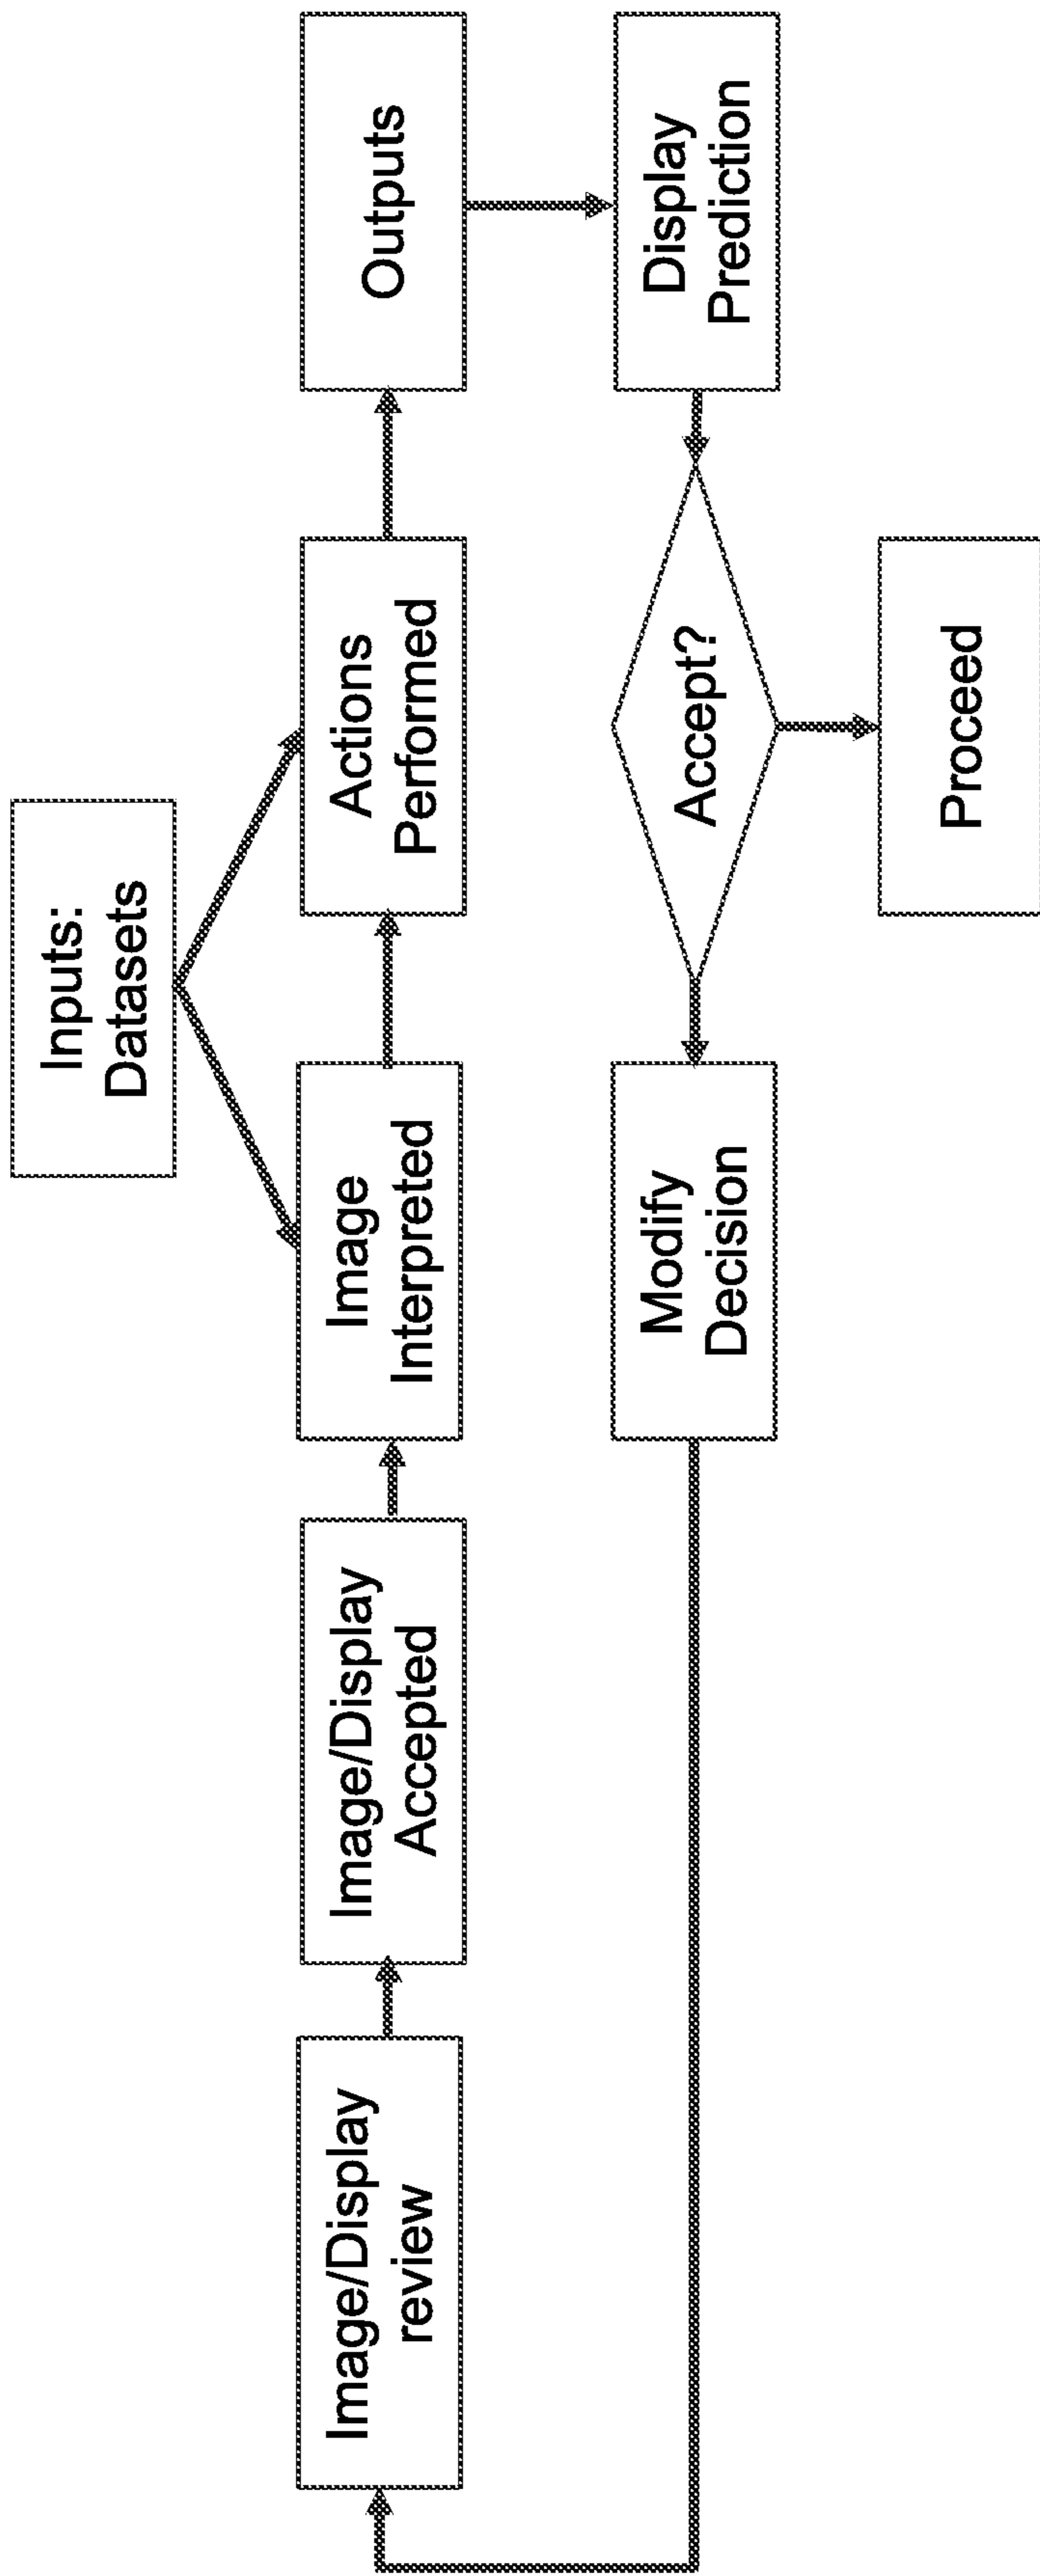 Inputs:
Datasets
Image/Display
review
Image/Display
Accepted
Image
Interpreted
Actions
Performed
Outputs
Modify
Decision
Accept?
Display
Prediction
Proceed